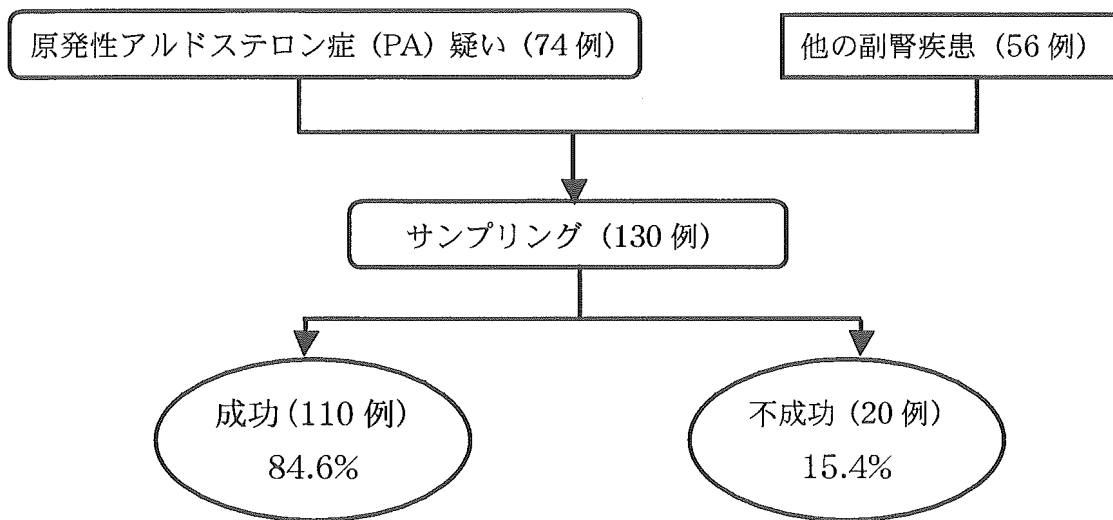 原発性アルドステロン症 (PA) 疑い (74例)
他の副腎疾患 (56例)
サンプリング (130例)
成功 (110例)
84.6%
不成功 (20例)
15.4%